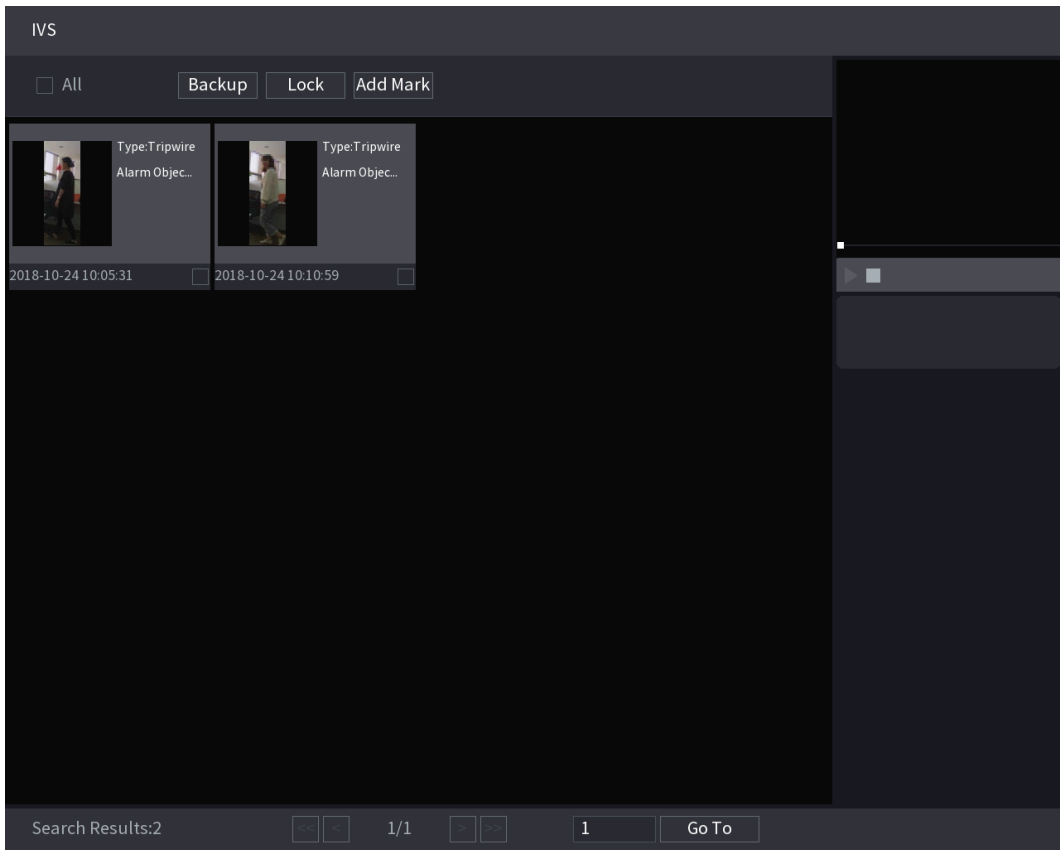 IVS
All Backup Lock Add Mark
Type:Tripwire Type:Tripwire
Alarm Objec... Alarm Objec...
2018-10-24 10:05:31 2018-10-24 10:10:59
Search Results:2 << < 1/1 > >> 1 Go To